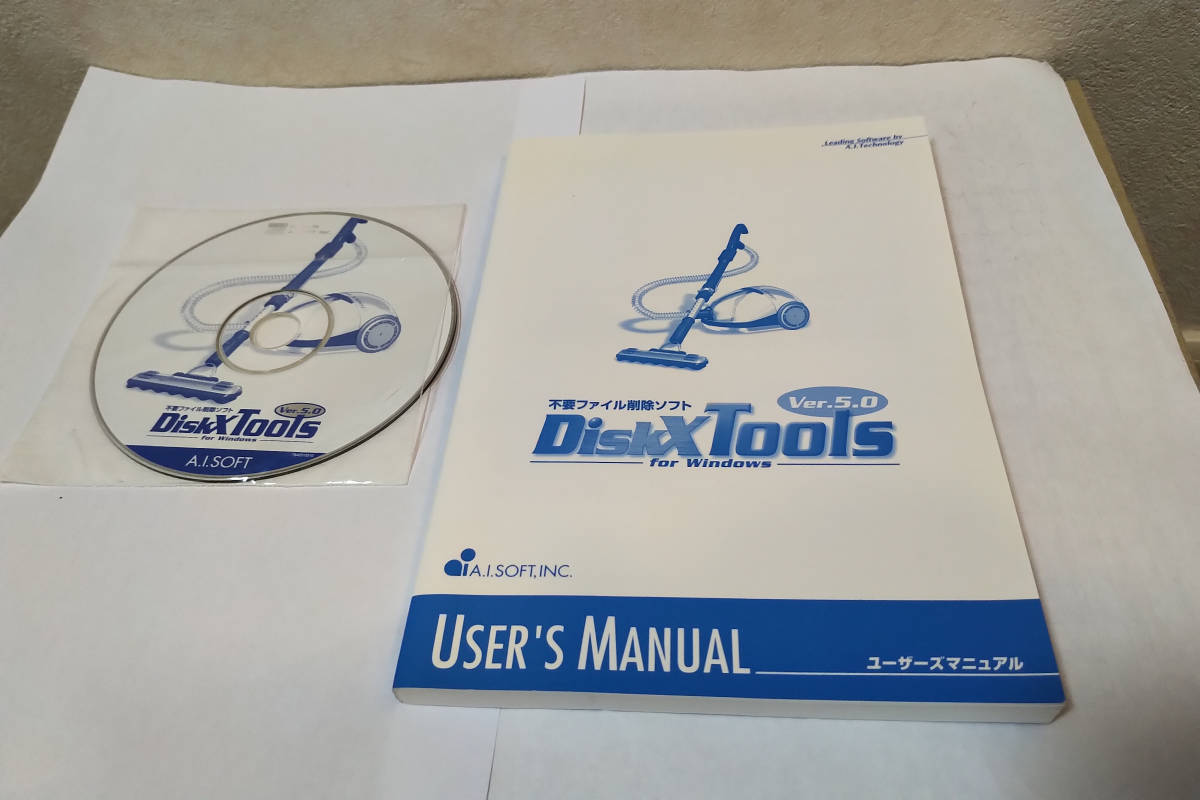 不要ファイル削除ソフト
Ver.5.0
DiskXTools
for Windows
A.I.SOFT
Leading Software by
A.I.Technology
不要ファイル削除ソフト
Ver.5.0
DiskXTools
for Windows
A.I.SOFT,INC.
USER'S MANUAL
ユーザーズマニュアル